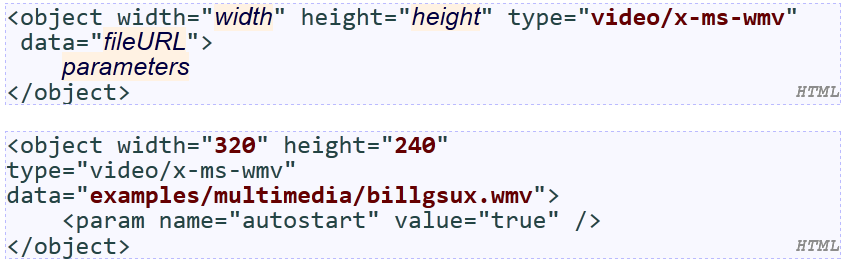 <object width="width" height="height" type="video/x-ms-wmv"
data="fileURL">
parameters
</object>
HTML
<object width="320" height="240"
type="video/x-ms-wmv"
data="examples/multimedia/billgsux.wmv">
<param name="autostart" value="true" />
</object>
HTML